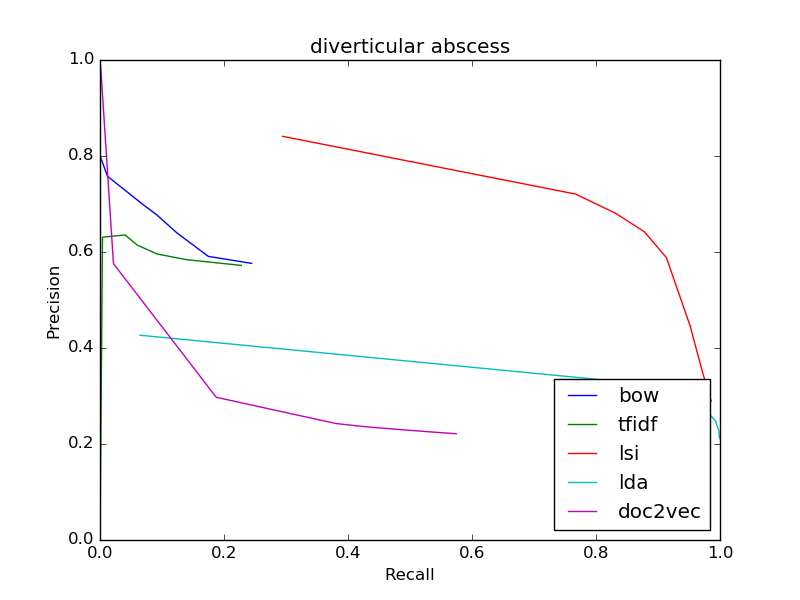 diverticular abscess
1.0
0.8
0.6
0.4
0.2
0.0
Precision
0.0 0.2 0.4 0.6 0.8 1.0
Recall
bow
tfidf
lsi
lda
doc2vec